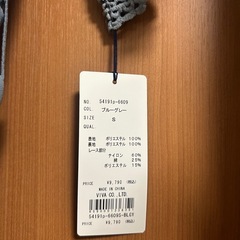 NO. S4191p-6609
COL. ブルーグレー
SIZE S
QUAL.
表地 ポリエステル 100%
裏地 ポリエステル 100%
レース部分
ナイロン 60%
綿 25%
ポリエステル 15%
PRICE ¥9,790 (税込)
MADE IN CHINA
VIVA CO.,LTD.
S4191p-6609S-BLGY
PRICE ¥9,790 (税込)